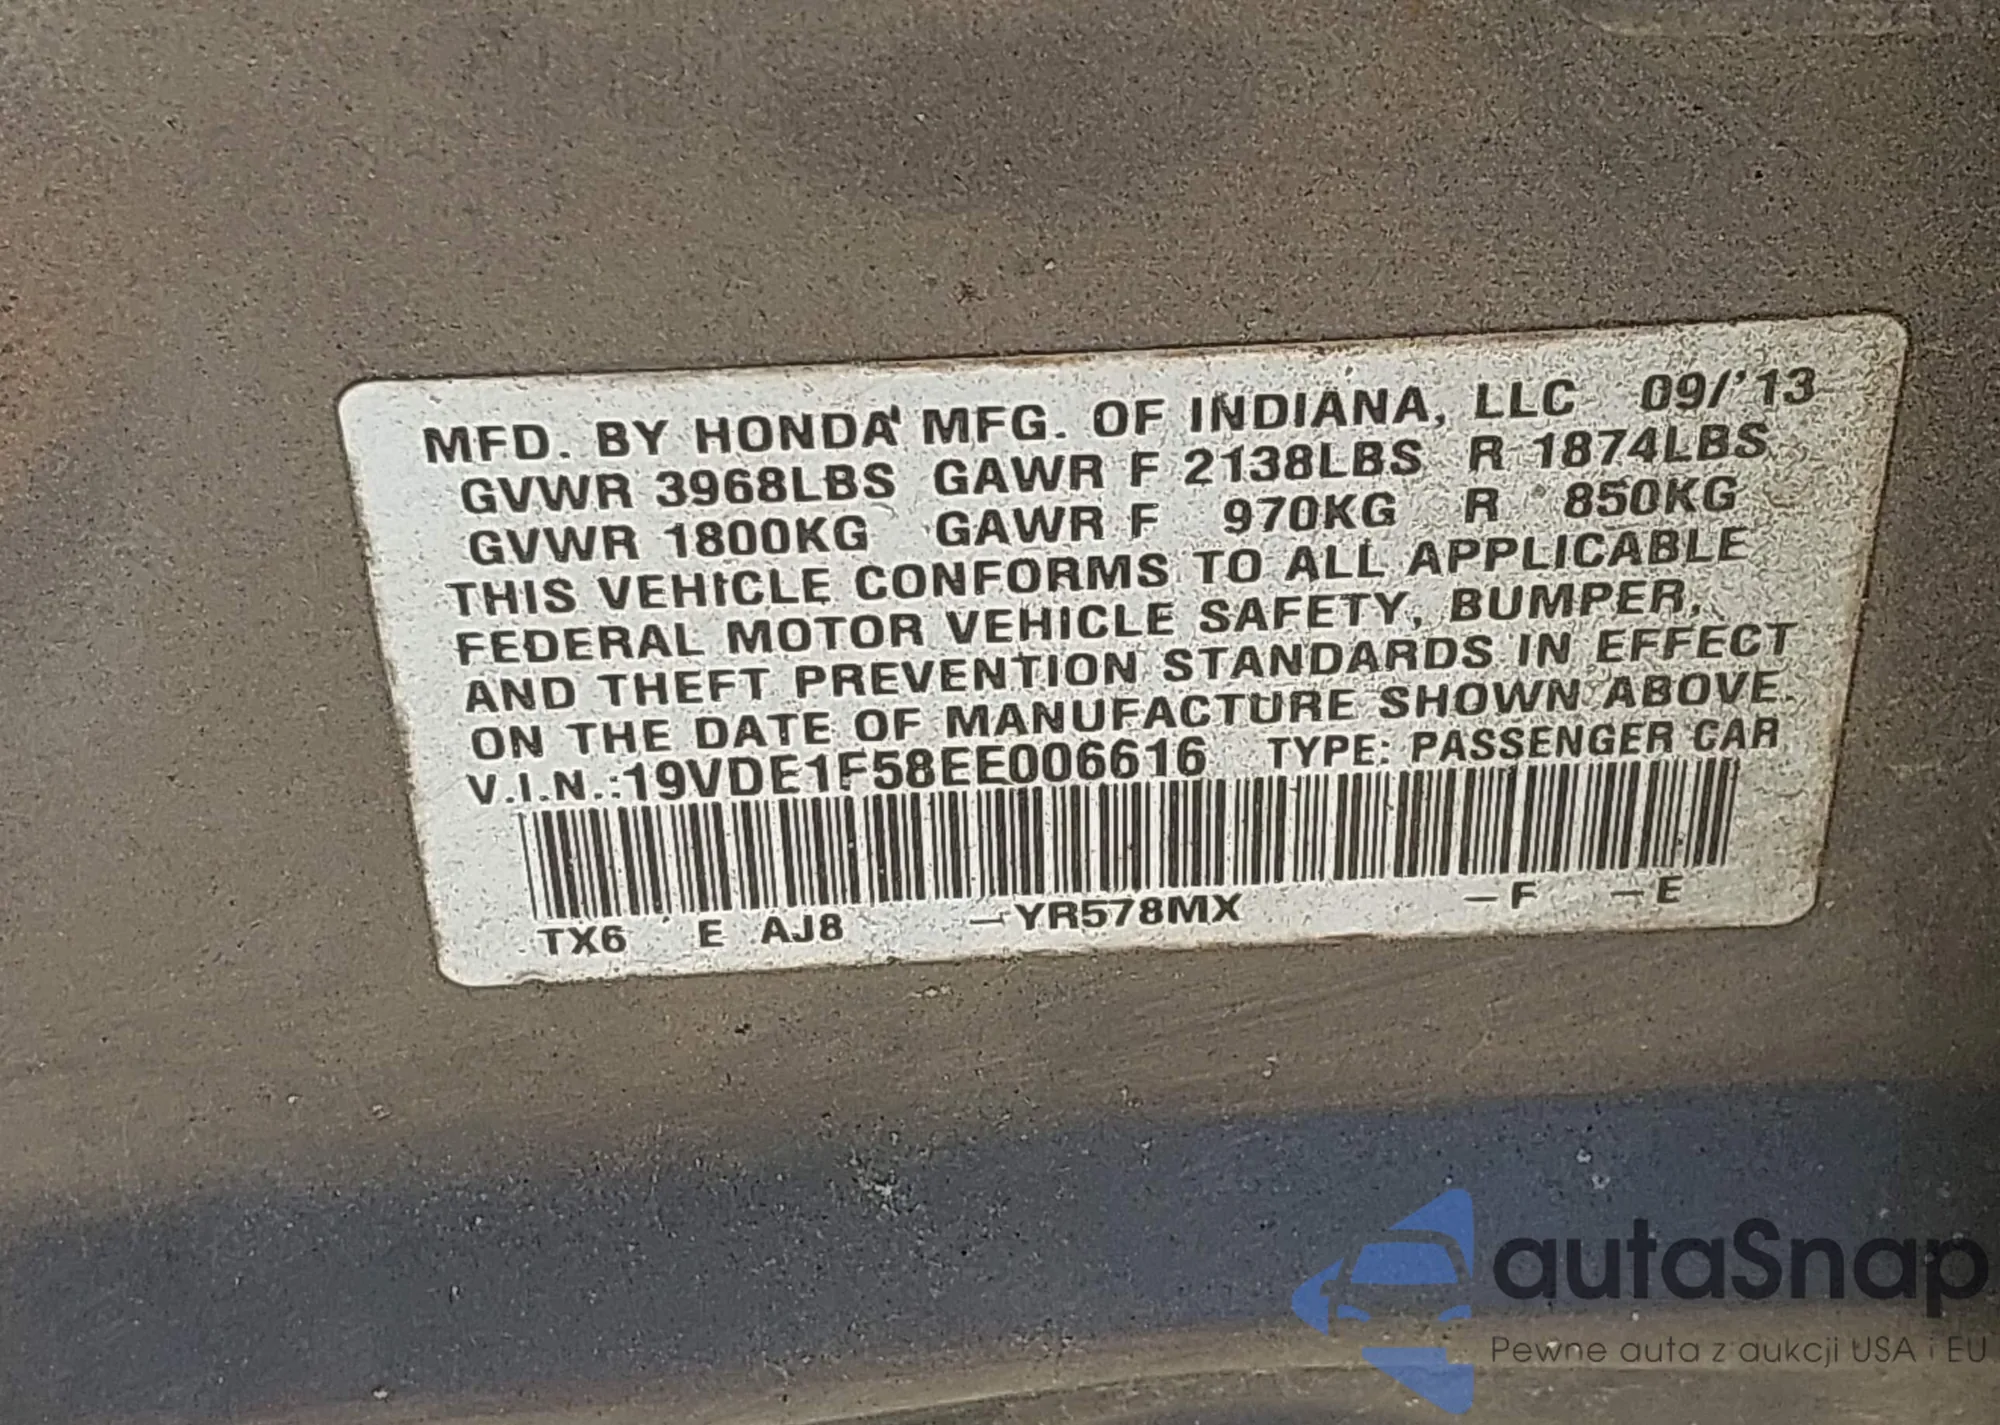 MFD. BY HONDA MFG. OF INDIANA, LLC 09/'13
GVWR 3968LBS GAWR F 2138LBS R 1874LBS
GVWR 1800KG GAWR F 970KG R 850KG
THIS VEHICLE CONFORMS TO ALL APPLICABLE
FEDERAL MOTOR VEHICLE SAFETY, BUMPER,
AND THEFT PREVENTION STANDARDS IN EFFECT
ON THE DATE OF MANUFACTURE SHOWN ABOVE.
V.I.N.:19VDE1F58EE006616 TYPE: PASSENGER CAR
TX6 E AJ8 -YR578MX -F -E
autaSnap
Pewne auta z aukcji USA i EU